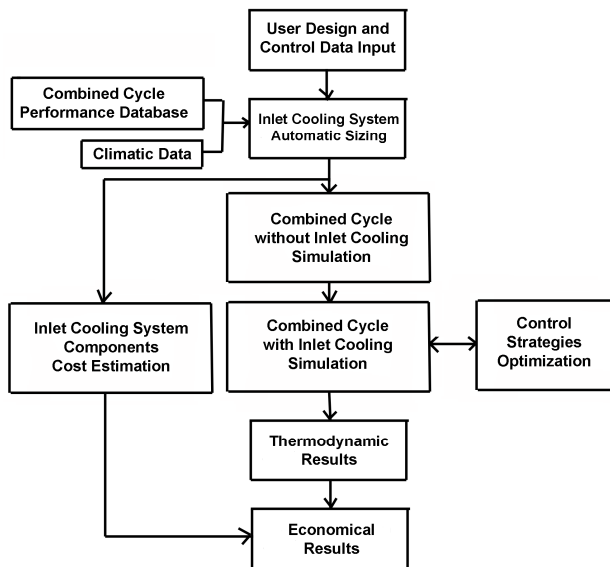 User Design and
Control Data Input
Combined Cycle
Performance Database
Climatic Data
Inlet Cooling System
Automatic Sizing
Combined Cycle
without Inlet Cooling
Simulation
Inlet Cooling System
Components
Cost Estimation
Combined Cycle
with Inlet Cooling
Simulation
Control
Strategies
Optimization
Thermodynamic
Results
Economical
Results